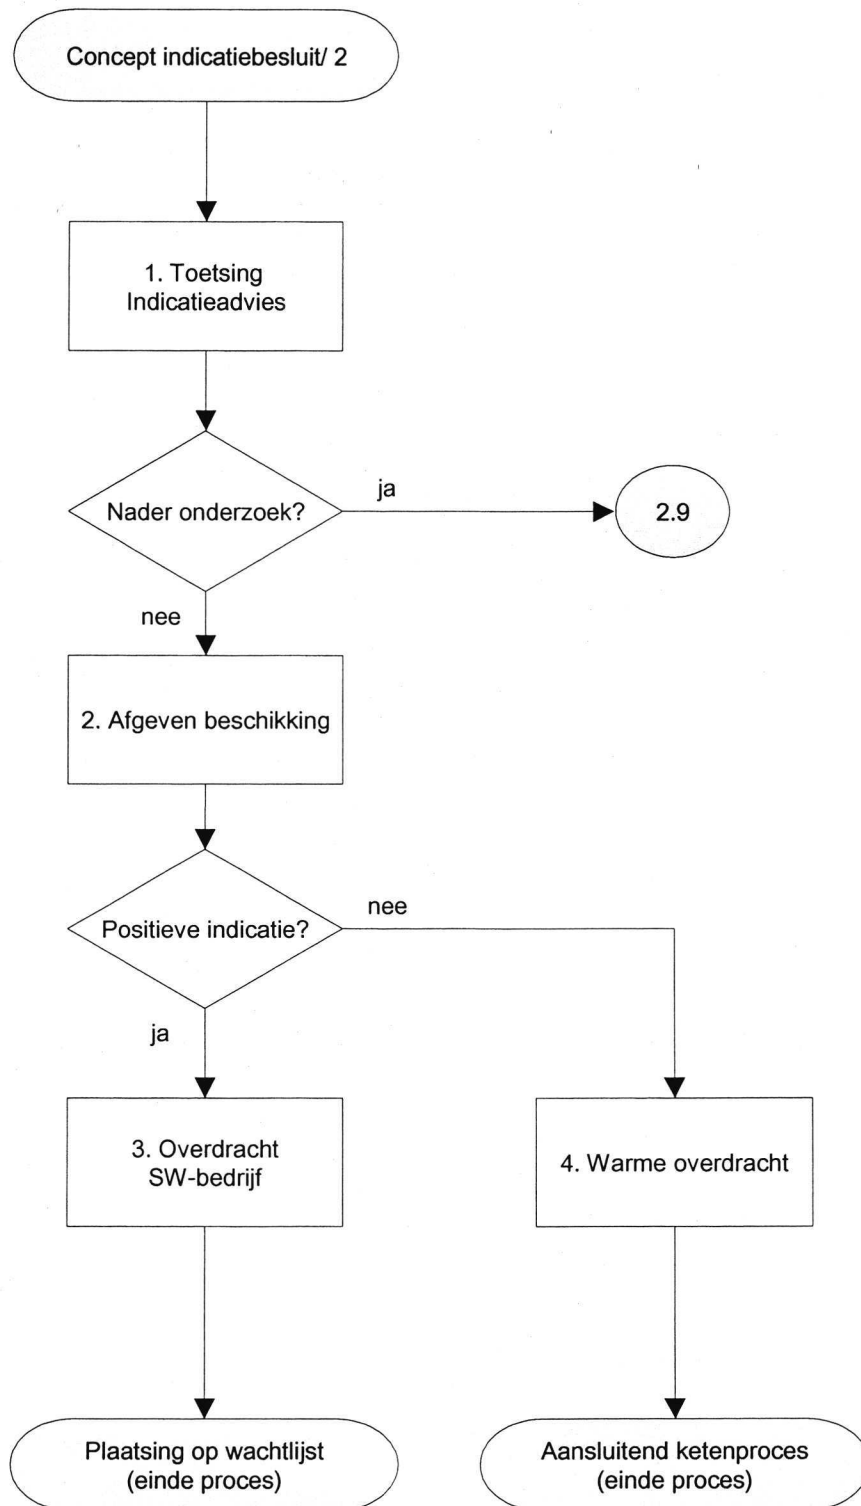 Concept indicatiebesluit/ 2
1. Toetsing
Indicatieadvies
Nader onderzoek?
ja
2.9
nee
2. Afgeven beschikking
Positieve indicatie?
nee
ja
3. Overdracht
SW-bedrijf
4. Warme overdracht
Plaatsing op wachtlijst
(einde proces)
Aansluitend ketenproces
(einde proces)